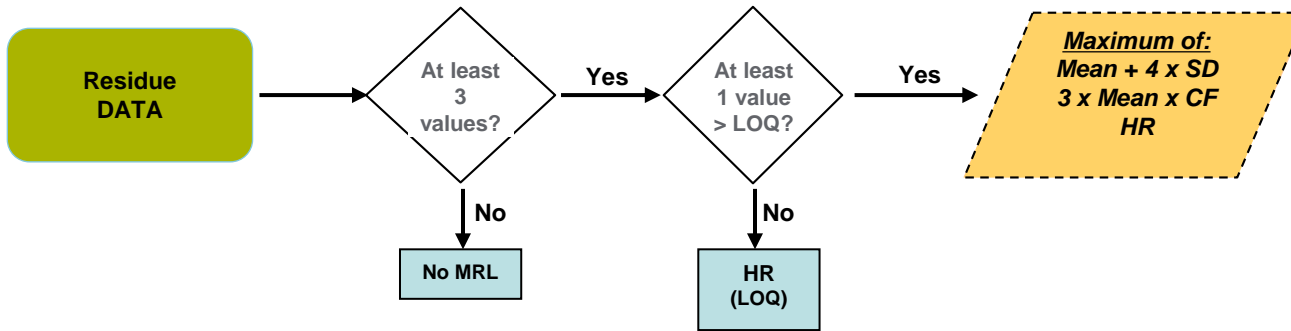 Residue
DATA
At least
3
values?
Yes
At least
1 value
> LOQ?
Yes
Maximum of:
Mean + 4 x SD
3 x Mean x CF
HR
No
No MRL
No
HR
(LOQ)